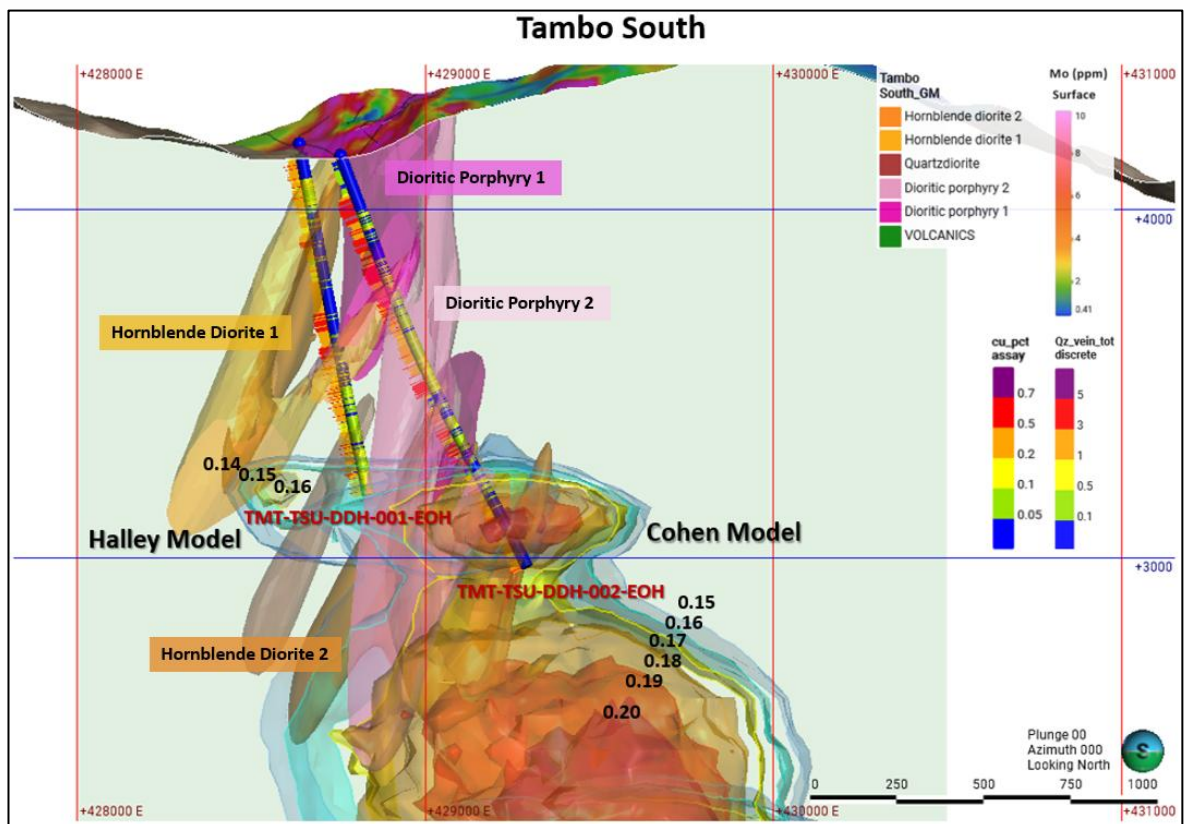 Tambo South
+428000 E
+429000 E
+430000 E
+431000
Tambo
South_GM
Hornblende diorite 2
Hornblende diorite 1
Quartzdiorite
Dioritic porphyry 2
Dioritic porphyry 1
VOLCANICS
Mo (ppm)
Surface
10
8
6
4
2
0.41
Dioritic Porphyry 1
+4000
Dioritic Porphyry 2
Hornblende Diorite 1
cu_pct
assay
0.7
0.5
0.2
0.1
0.05
Qz_vein_tot
discrete
5
3
1
0.5
0.1
0.14
0.15
0.16
TMT-TSU-DDH-001-EOH
Halley Model
Cohen Model
+3000
TMT-TSU-DDH-002-EOH
0.15
0.16
0.17
0.18
0.19
0.20
Hornblende Diorite 2
Plunge 00
Azimuth 000
Looking North
S
0 250 500 750 1000
+428000 E
+429000 E
+430000 E
+431000